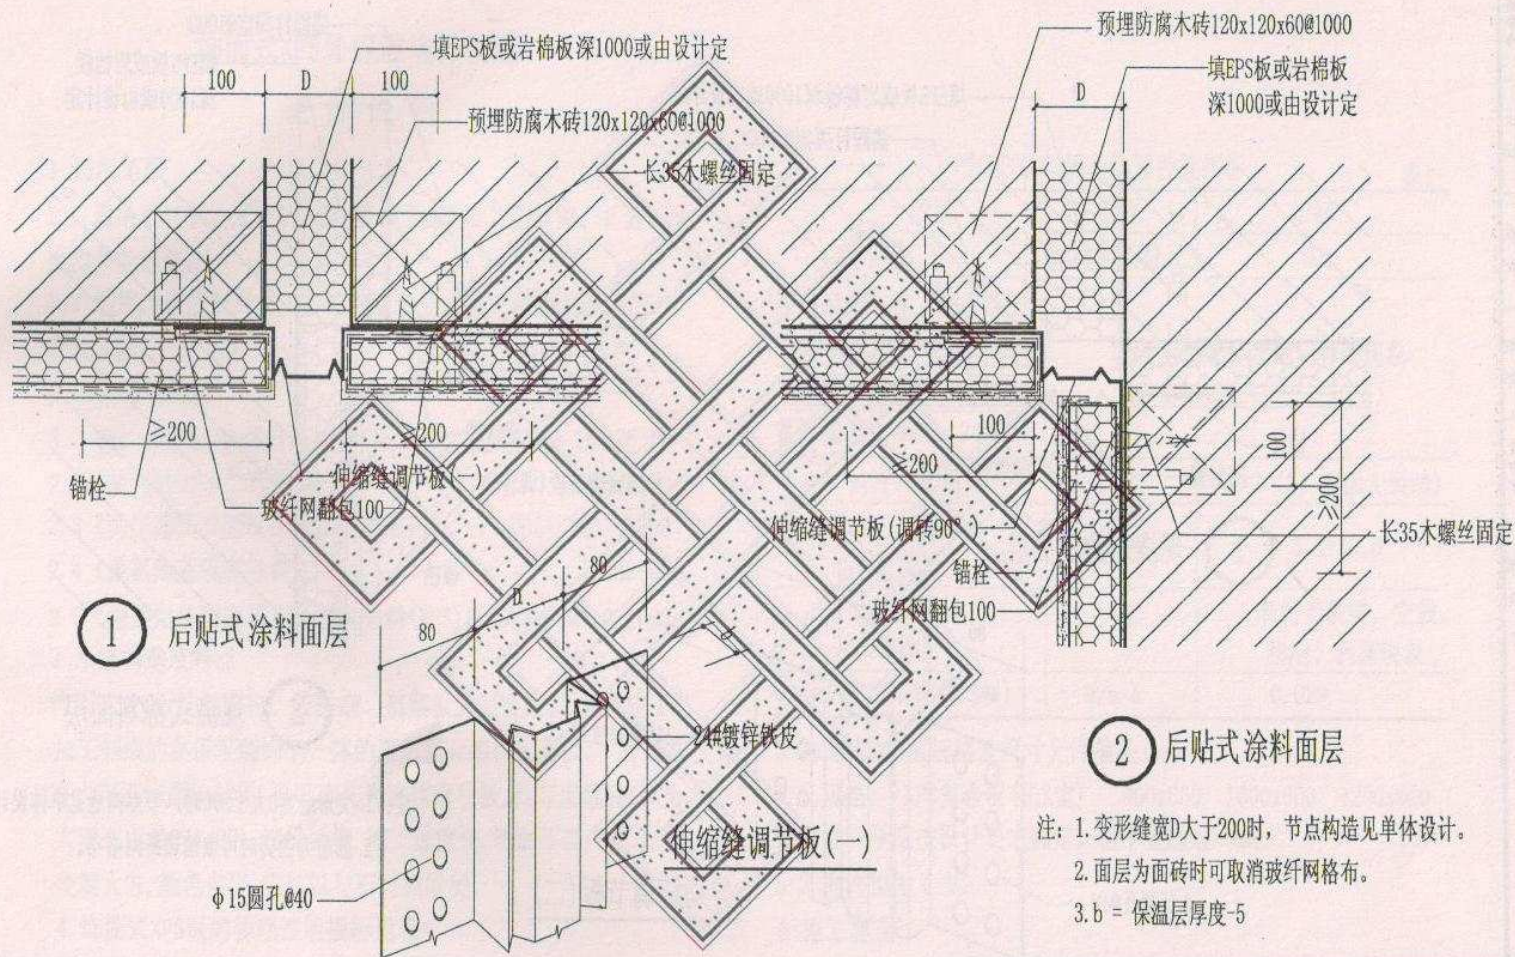 填EPS板或岩棉板深1000或由设计定
100 D 100
预埋防腐木砖120x120x60@1000
长35木螺丝固定
≥200 ≥200
锚栓
伸缩缝调节板(一)
玻纤网翻包100
1 后贴式涂料面层
预埋防腐木砖120x120x60@1000
填EPS板或岩棉板
深1000或由设计定
D
100
≥200
100
≥200
伸缩缝调节板(调转90°)
锚栓
玻纤网翻包100
长35木螺丝固定
2 后贴式涂料面层
80 D 80
b
24#镀锌铁皮
φ15圆孔@40
伸缩缝调节板(一)
注: 1.变形缝宽D大于200时, 节点构造见单体设计。
2.面层为面砖时可取消玻纤网格布。
3.b = 保温层厚度-5